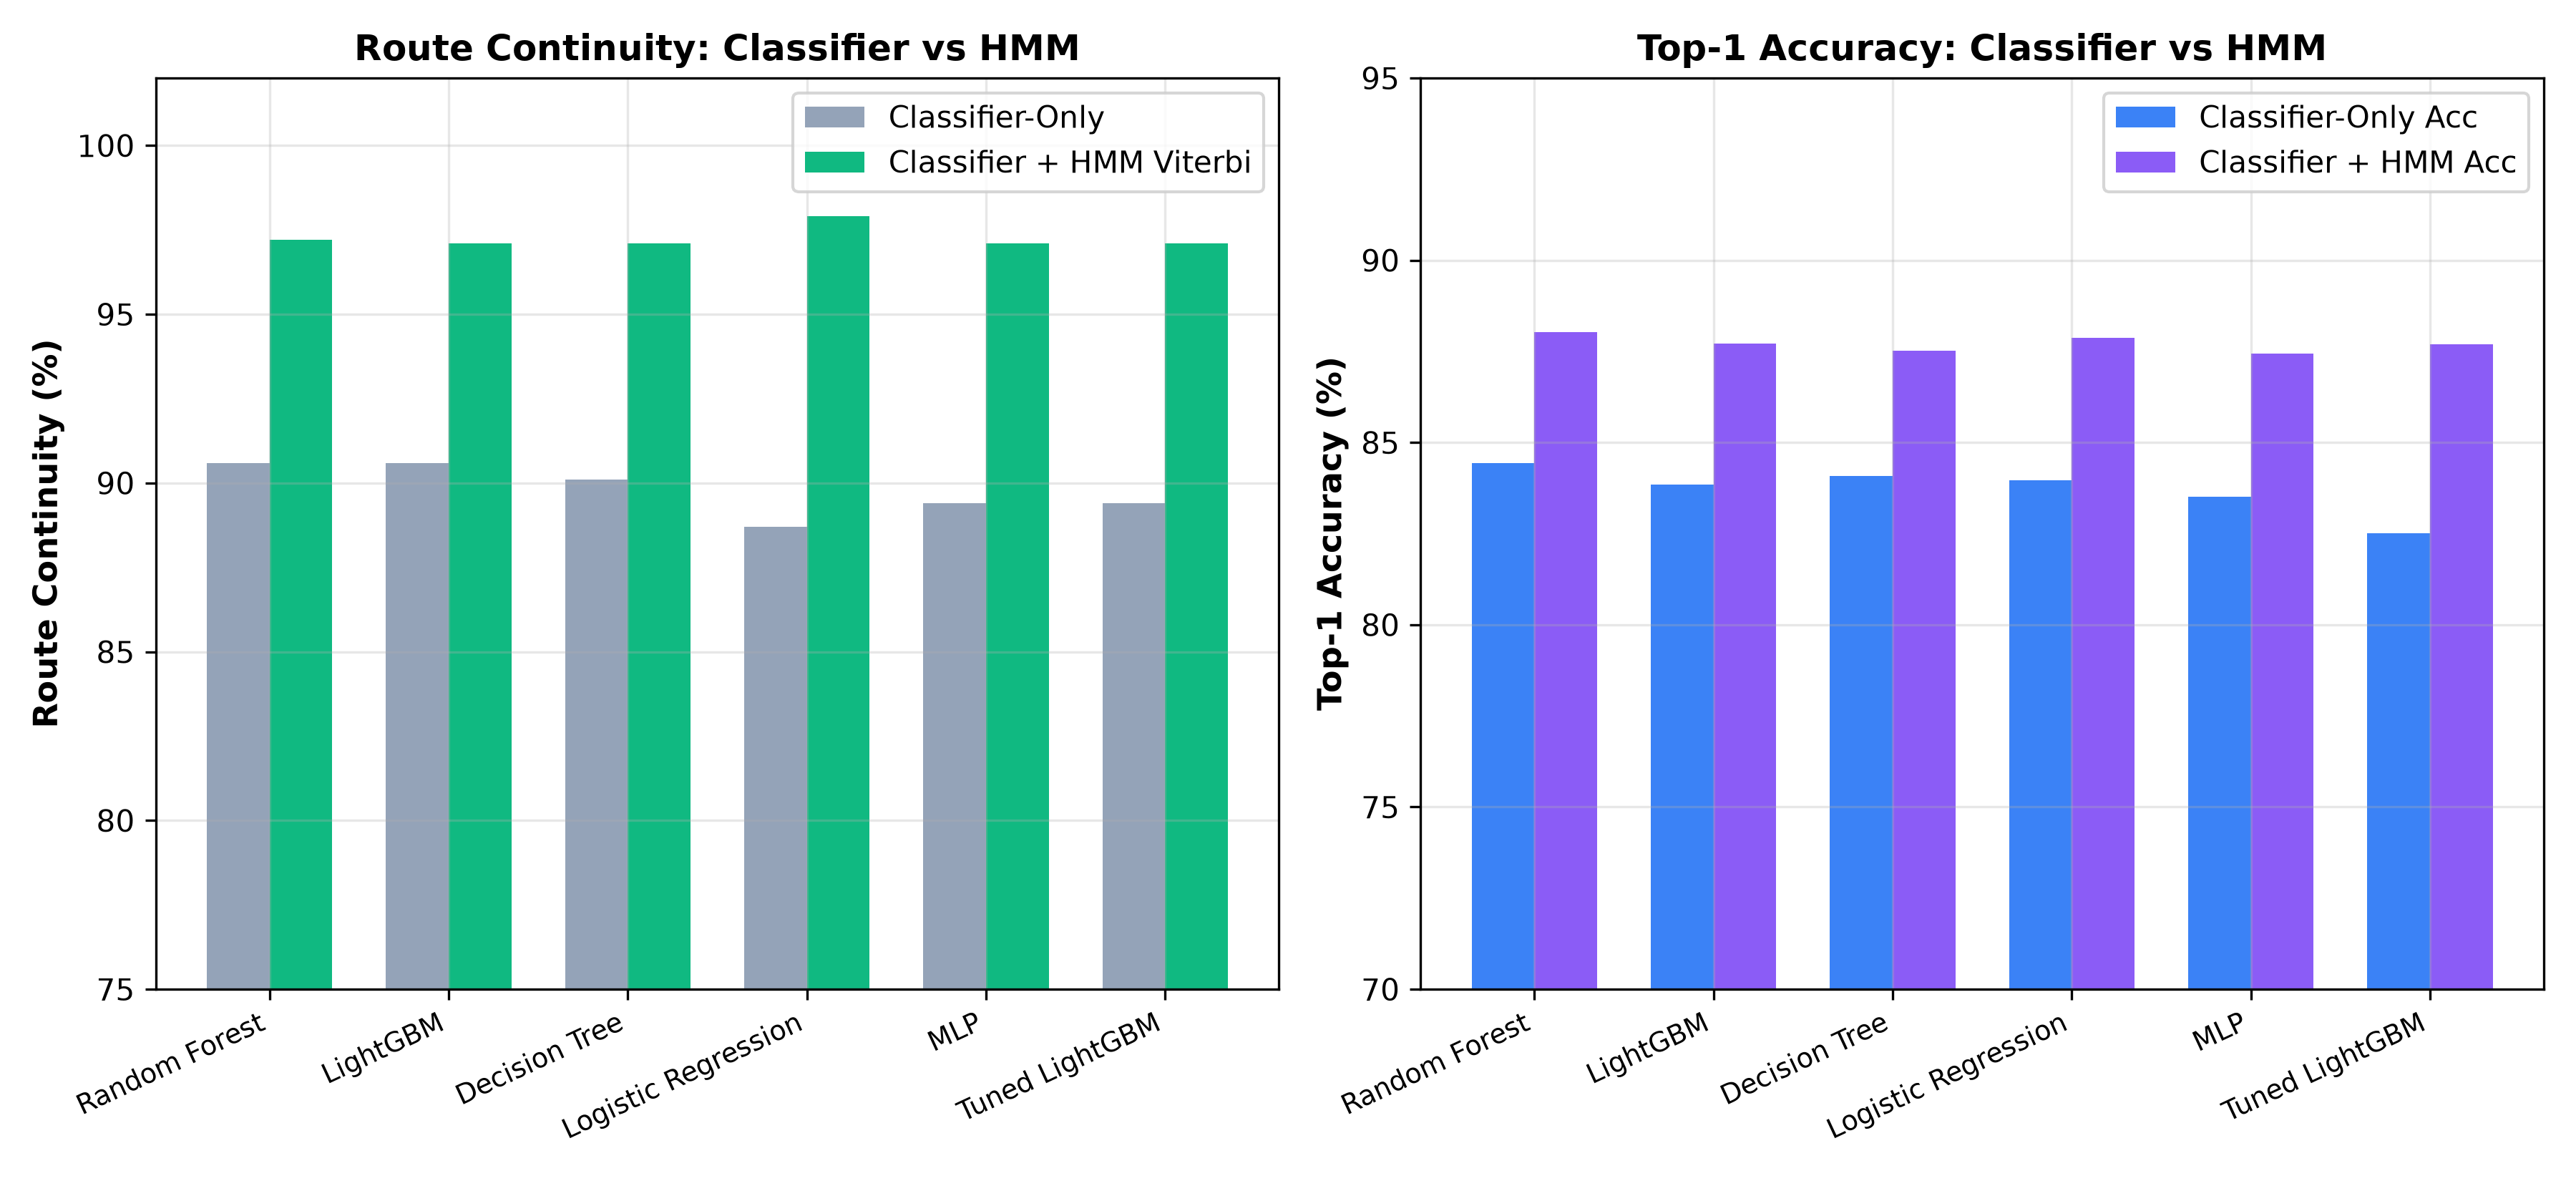 Route Continuity: Classifier vs HMM
Classifier-Only
Classifier + HMM Viterbi
Route Continuity (%)
100
95
90
85
80
75
Random Forest
LightGBM
Decision Tree
Logistic Regression
MLP
Tuned LightGBM
Top-1 Accuracy: Classifier vs HMM
Classifier-Only Acc
Classifier + HMM Acc
Top-1 Accuracy (%)
95
90
85
80
75
70
Random Forest
LightGBM
Decision Tree
Logistic Regression
MLP
Tuned LightGBM